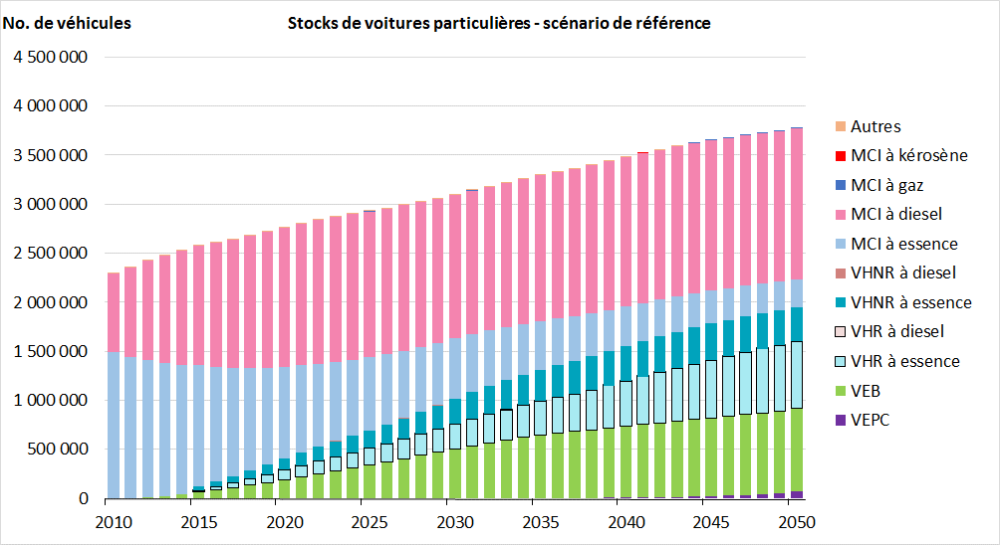 No. de véhicules
Stocks de voitures particulières - scénario de référence
4 500 000
4 000 000
3 500 000
3 000 000
2 500 000
2 000 000
1 500 000
1 000 000
500 000
0
2010 2015 2020 2025 2030 2035 2040 2045 2050
Autres
MCI à kérosène
MCI à gaz
MCI à diesel
MCI à essence
VHNR à diesel
VHNR à essence
VHR à diesel
VHR à essence
VEB
VEPC